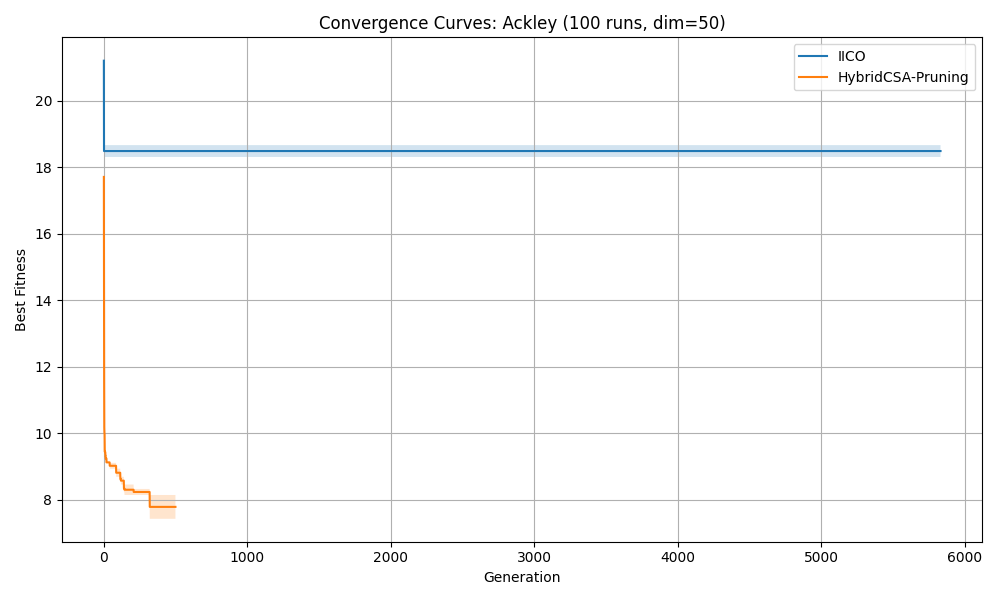 Convergence Curves: Ackley (100 runs, dim=50)
IICO
HybridCSA-Pruning
Best Fitness
20
18
16
14
12
10
8
0 1000 2000 3000 4000 5000 6000
Generation